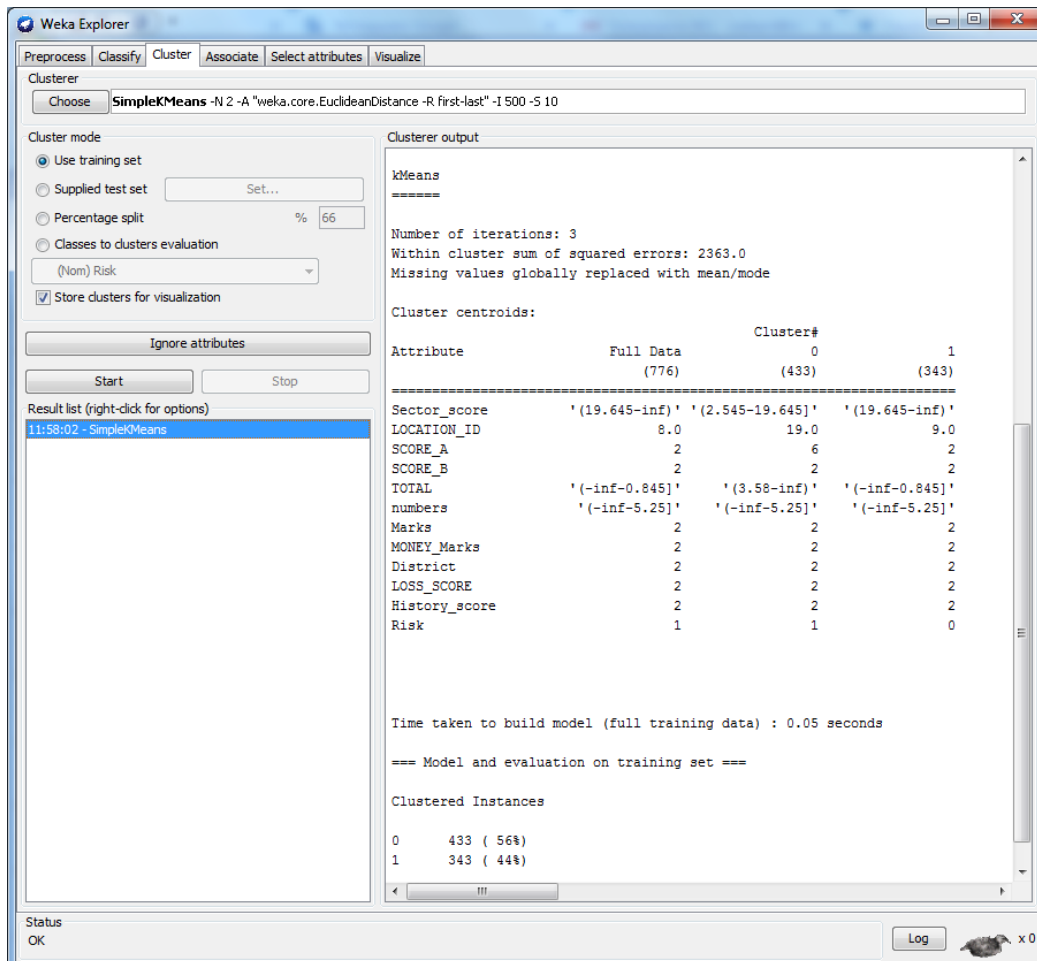 Weka Explorer
Preprocess Classify Cluster Associate Select attributes Visualize
Clusterer
Choose SimpleKMeans -N 2 -A "weka.core.EuclideanDistance -R first-last" -I 500 -S 10
Cluster mode
Use training set
Supplied test set Set...
Percentage split % 66
Classes to clusters evaluation
(Nom) Risk
Store clusters for visualization
Ignore attributes
Start Stop
Result list (right-click for options)
11:58:02 - SimpleKMeans
Clusterer output
kMeans
======
Number of iterations: 3
Within cluster sum of squared errors: 2363.0
Missing values globally replaced with mean/mode
Cluster centroids:
Cluster#
Attribute Full Data 0 1
(776) (433) (343)
======================================================================
Sector_score '(19.645-inf)' '(2.545-19.645]' '(19.645-inf)'
LOCATION_ID 8.0 19.0 9.0
SCORE_A 2 6 2
SCORE_B 2 2 2
TOTAL '(-inf-0.845]' '(3.58-inf)' '(-inf-0.845]'
numbers '(-inf-5.25]' '(-inf-5.25]' '(-inf-5.25]'
Marks 2 2 2
MONEY_Marks 2 2 2
District 2 2 2
LOSS_SCORE 2 2 2
History_score 2 2 2
Risk 1 1 0
Time taken to build model (full training data) : 0.05 seconds
=== Model and evaluation on training set ===
Clustered Instances
0 433 ( 56%)
1 343 ( 44%)
Status
OK
Log x 0